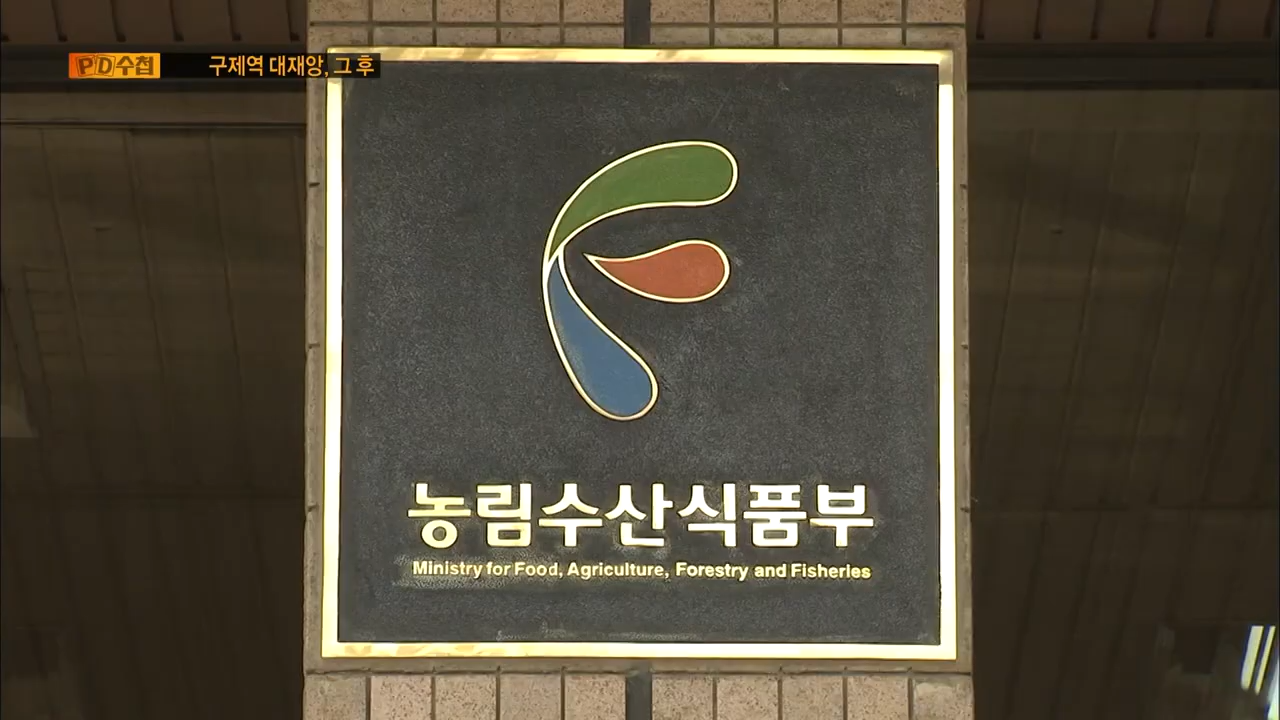 PD수첩 구제역 대재앙, 그 후
농림수산식품부
Ministry for Food, Agriculture, Forestry and Fisheries